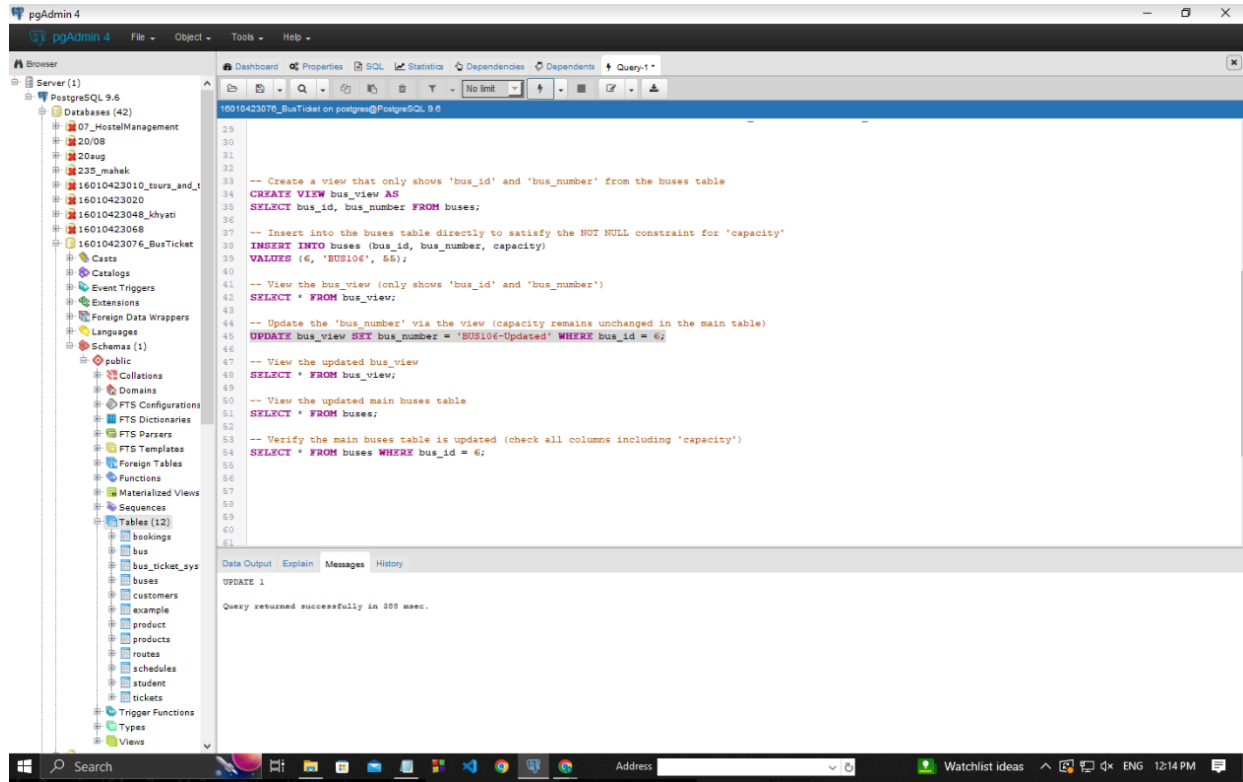 pgAdmin 4
pgAdmin 4 File Object Tools Help
Browser
Dashboard Properties SQL Statistics Dependencies Dependents Query-1 *
No limit
16010423076_BusTicket on postgres@PostgreSQL 9.6
Server (1)
PostgreSQL 9.6
Databases (42)
07_HostelManagement
20/08
20aug
235_mahek
16010423010_tours_and_t
16010423020
16010423048_khyati
16010423068
16010423076_BusTicket
Casts
Catalogs
Event Triggers
Extensions
Foreign Data Wrappers
Languages
Schemas (1)
public
Collations
Domains
FTS Configurations
FTS Dictionaries
FTS Parsers
FTS Templates
Foreign Tables
Functions
Materialized Views
Sequences
Tables (12)
bookings
bus
bus_ticket_sys
buses
customers
example
product
products
routes
schedules
student
tickets
Trigger Functions
Types
Views
29
30
31
32
33 -- Create a view that only shows 'bus_id' and 'bus_number' from the buses table
34 CREATE VIEW bus_view AS
35 SELECT bus_id, bus_number FROM buses;
36
37 -- Insert into the buses table directly to satisfy the NOT NULL constraint for 'capacity'
38 INSERT INTO buses (bus_id, bus_number, capacity)
39 VALUES (6, 'BUS106', 55);
40
41 -- View the bus_view (only shows 'bus_id' and 'bus_number')
42 SELECT * FROM bus_view;
43
44 -- Update the 'bus_number' via the view (capacity remains unchanged in the main table)
45 UPDATE bus_view SET bus_number = 'BUS106-Updated' WHERE bus_id = 6;
46
47 -- View the updated bus_view
48 SELECT * FROM bus_view;
49
50 -- View the updated main buses table
51 SELECT * FROM buses;
52
53 -- Verify the main buses table is updated (check all columns including 'capacity')
54 SELECT * FROM buses WHERE bus_id = 6;
55
56
57
58
59
60
61
Data Output Explain Messages History
UPDATE 1
Query returned successfully in 388 msec.
Search
Address
Watchlist ideas ENG 12:14 PM